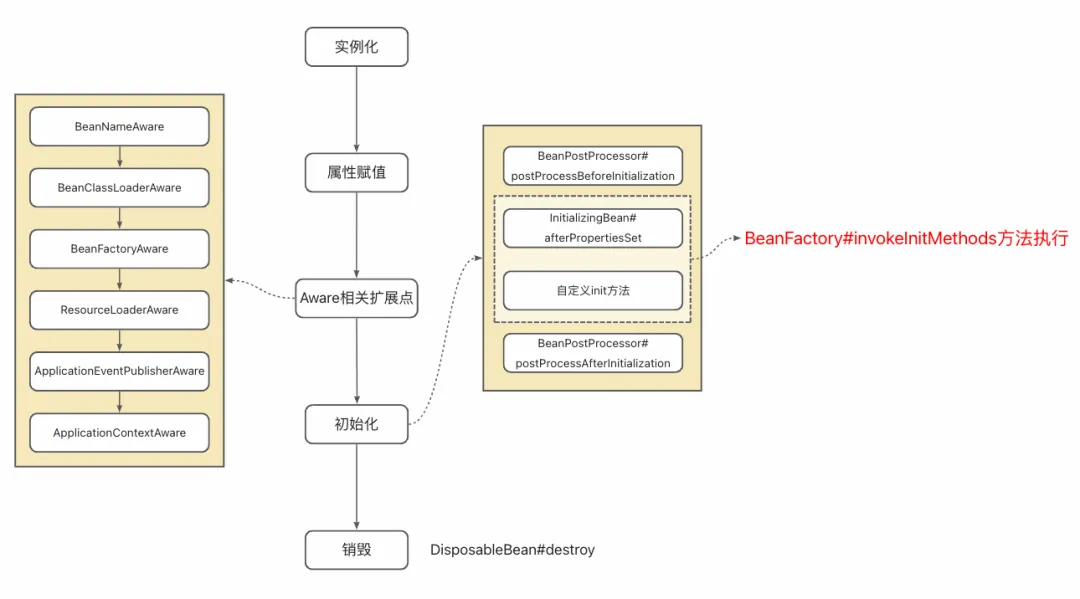 实例化
属性赋值
Aware相关扩展点
初始化
销毁
DisposableBean#destroy
BeanNameAware
BeanClassLoaderAware
BeanFactoryAware
ResourceLoaderAware
ApplicationEventPublisherAware
ApplicationContextAware
BeanPostProcessor#
postProcessBeforeInitialization
InitializingBean#
afterPropertiesSet
自定义init方法
BeanPostProcessor#
postProcessAfterInitialization
BeanFactory#invokeInitMethods方法执行